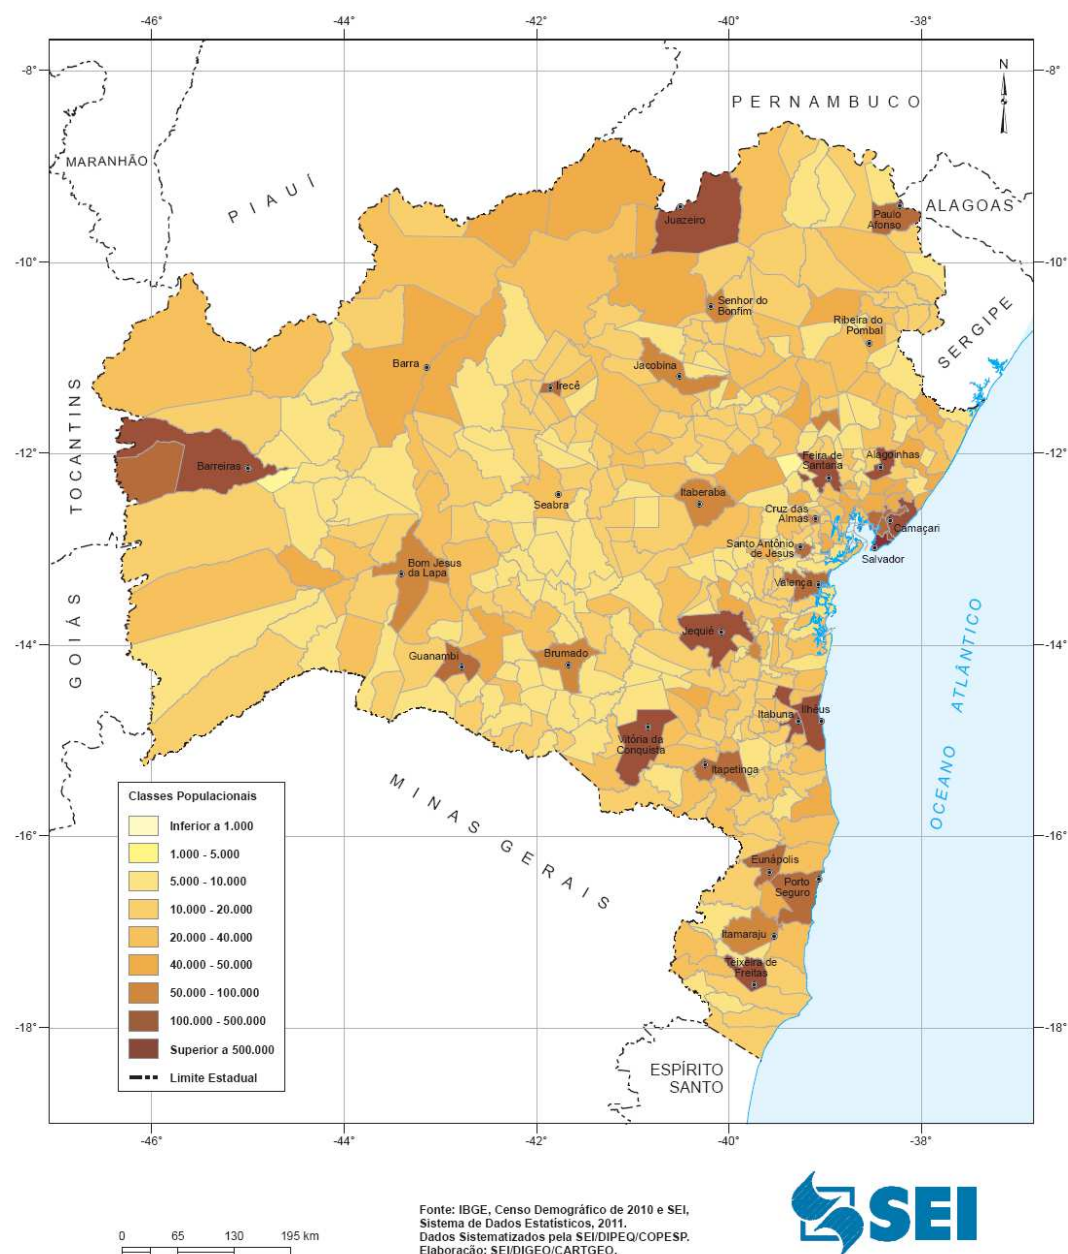 -46°
-44°
-42°
-40°
-38°
-8°
-8°
N
PERNAMBUCO
MARANHÃO
PIAUÍ
ALAGOAS
Paulo
Afonso
Juazeiro
-10°
-10°
Senhor do
Bonfim
Ribeira do
Pombal
SERGIPE
Barra
Jacobina
Irecê
TOCANTINS
-12°
-12°
Barreiras
Feira de
Santana
Alagoinhas
Itaberaba
Seabra
Cruz das
Almas
Camaçari
Santo Antônio
de Jesus
Salvador
Bom Jesus
da Lapa
Valença
GOIÁS
Jequié
-14°
-14°
Guanambi
Brumado
OCEANO ATLÂNTICO
Itabuna
Ilhéus
Vitória da
Conquista
Itapetinga
MINAS GERAIS
-16°
-16°
Eunápolis
Porto
Seguro
Itamaraju
Teixeira de
Freitas
-18°
-18°
ESPÍRITO
SANTO
Classes Populacionais
Inferior a 1.000
1.000 - 5.000
5.000 - 10.000
10.000 - 20.000
20.000 - 40.000
40.000 - 50.000
50.000 - 100.000
100.000 - 500.000
Superior a 500.000
Limite Estadual
-46°
-44°
-42°
-40°
-38°
0 65 130 195 km
Fonte: IBGE, Censo Demográfico de 2010 e SEI,
Sistema de Dados Estatísticos, 2011.
Dados Sistematizados pela SEI/DIPEQ/COPESP.
Elaboração: SEI/DIGEO/CARTGEO.
SEI